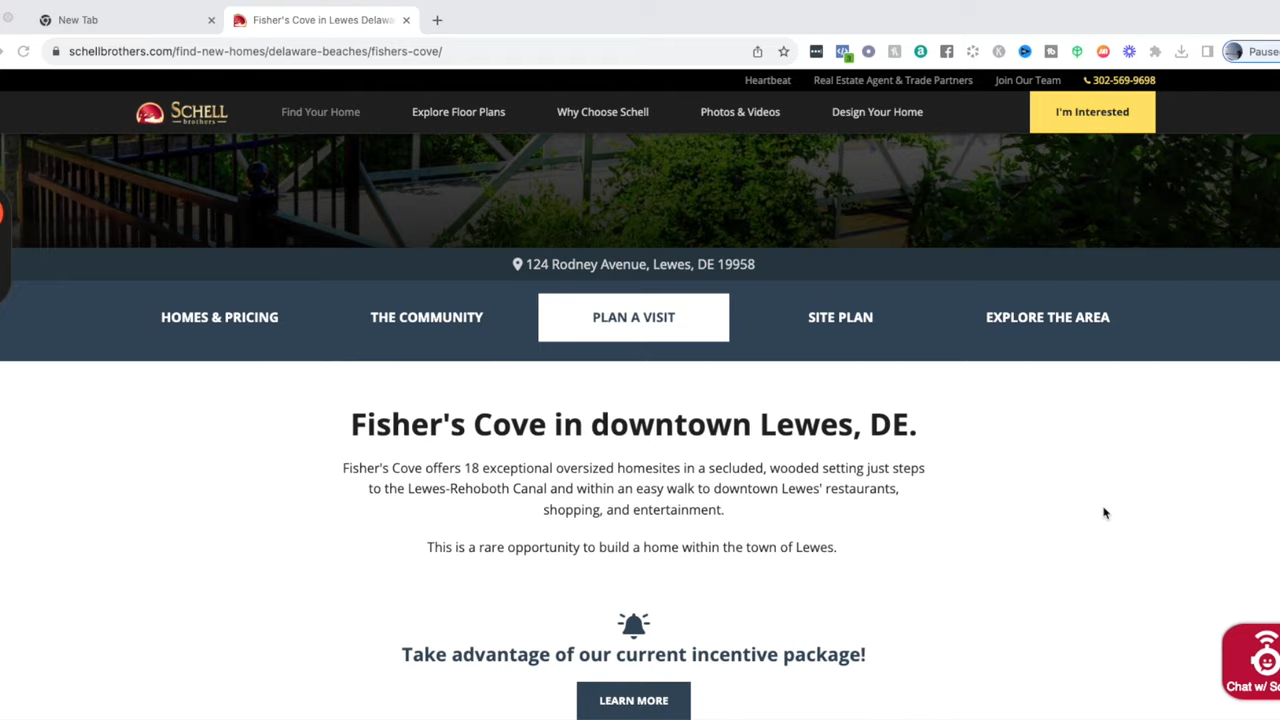 New Tab
Fisher's Cove in Lewes Delawa
schellbrothers.com/find-new-homes/delaware-beaches/fishers-cove/
Paused
Heartbeat
Real Estate Agent & Trade Partners
Join Our Team
302-569-9698
SCHELL
brothers
Find Your Home
Explore Floor Plans
Why Choose Schell
Photos & Videos
Design Your Home
I'm Interested
124 Rodney Avenue, Lewes, DE 19958
HOMES & PRICING
THE COMMUNITY
PLAN A VISIT
SITE PLAN
EXPLORE THE AREA
Fisher's Cove in downtown Lewes, DE.
Fisher's Cove offers 18 exceptional oversized homesites in a secluded, wooded setting just steps
to the Lewes-Rehoboth Canal and within an easy walk to downtown Lewes' restaurants,
shopping, and entertainment.
This is a rare opportunity to build a home within the town of Lewes.
Take advantage of our current incentive package!
LEARN MORE
Chat w/ Sc